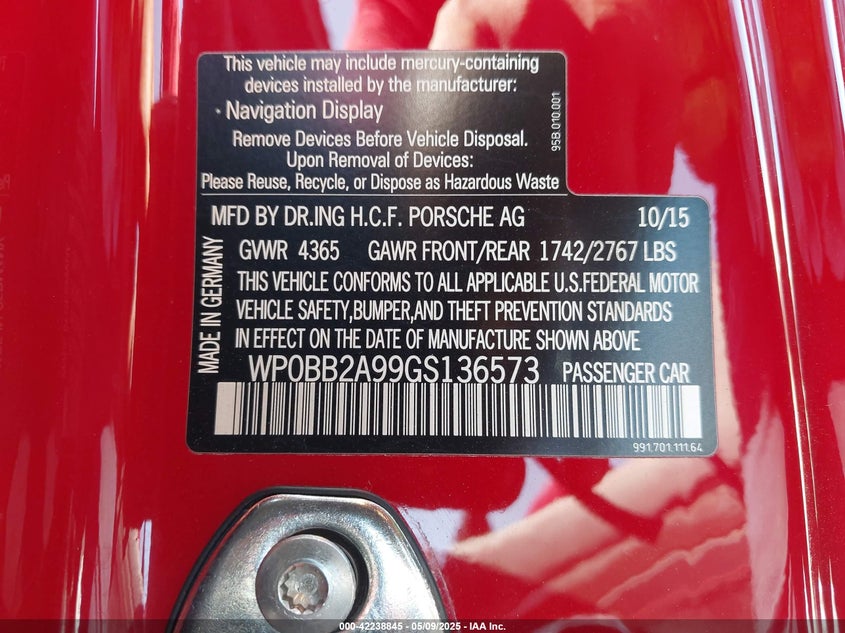 This vehicle may include mercury-containing
devices installed by the manufacturer:
· Navigation Display
Remove Devices Before Vehicle Disposal.
Upon Removal of Devices:
Please Reuse, Recycle, or Dispose as Hazardous Waste
95B.010.001
MFD BY DR.ING H.C.F. PORSCHE AG 10/15
GVWR 4365 GAWR FRONT/REAR 1742/2767 LBS
THIS VEHICLE CONFORMS TO ALL APPLICABLE U.S.FEDERAL MOTOR
VEHICLE SAFETY,BUMPER,AND THEFT PREVENTION STANDARDS
IN EFFECT ON THE DATE OF MANUFACTURE SHOWN ABOVE
WP0BB2A99GS136573 PASSENGER CAR
MADE IN GERMANY
991.701.111.64
000-42238845 - 05/09/2025 - IAA Inc.